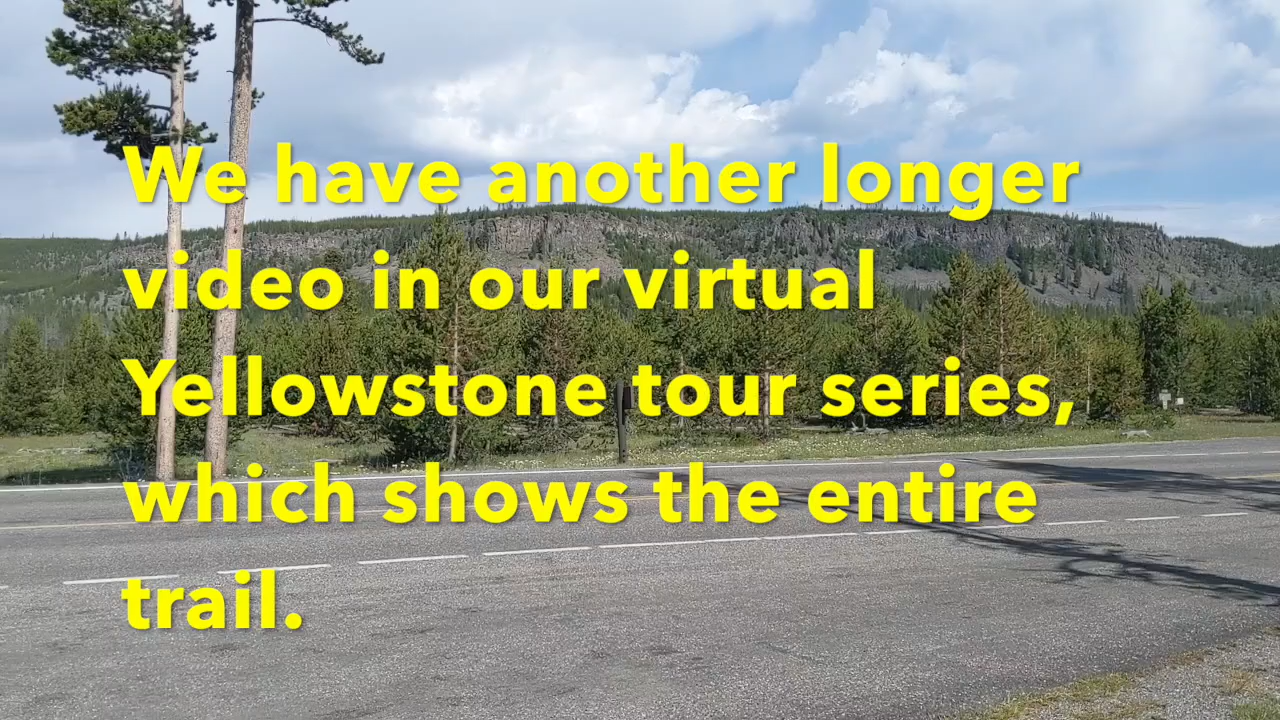 We have another longer
video in our virtual
Yellowstone tour series,
which shows the entire
trail.